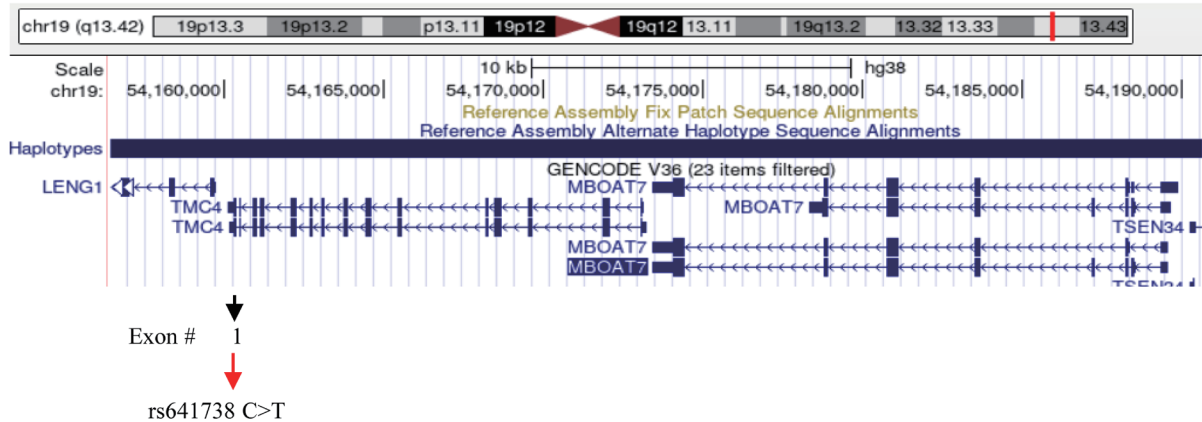 chr19 (q13.42) 19p13.3 19p13.2 p13.11 19p12 19q12 13.11 19q13.2 13.32 13.33 13.43
Scale 10 kb hg38
chr19: 54,160,000 54,165,000 54,170,000 54,175,000 54,180,000 54,185,000 54,190,000
Reference Assembly Fix Patch Sequence Alignments
Reference Assembly Alternate Haplotype Sequence Alignments
Haplotypes
GENCODE V36 (23 items filtered)
LENG1 MBOAT7
TMC4 MBOAT7
TMC4 TSEN34
MBOAT7
MBOAT7
TSEN34
Exon # 1
rs641738 C>T